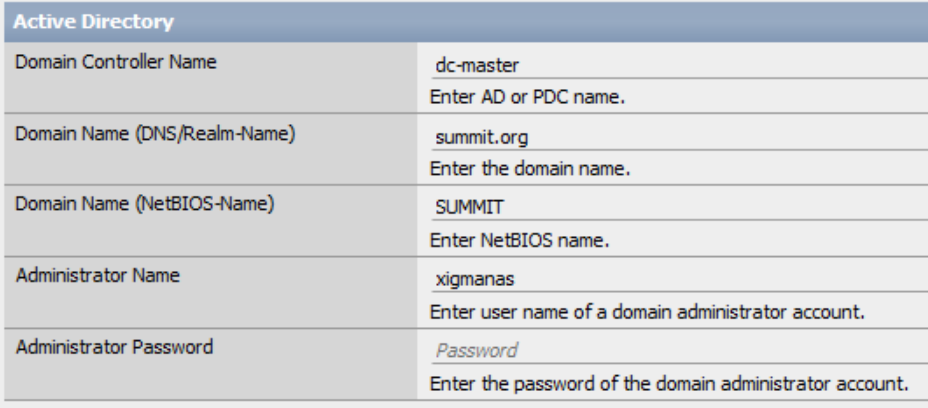 Active Directory
Domain Controller Name
dc-master
Enter AD or PDC name.
Domain Name (DNS/Realm-Name)
summit.org
Enter the domain name.
Domain Name (NetBIOS-Name)
SUMMIT
Enter NetBIOS name.
Administrator Name
xigmanas
Enter user name of a domain administrator account.
Administrator Password
Password
Enter the password of the domain administrator account.